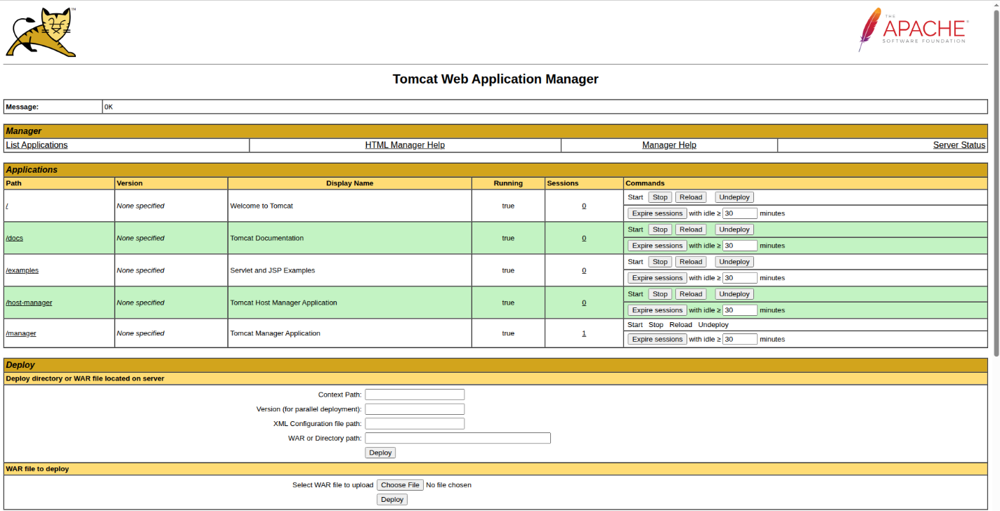 TM
THE
APACHE®
SOFTWARE FOUNDATION
Tomcat Web Application Manager
Message: OK
Manager
List Applications HTML Manager Help Manager Help Server Status
Applications
Path Version Display Name Running Sessions Commands
/ None specified Welcome to Tomcat true 0 Start Stop Reload Undeploy
Expire sessions with idle ≥ 30 minutes
/docs None specified Tomcat Documentation true 0 Start Stop Reload Undeploy
Expire sessions with idle ≥ 30 minutes
/examples None specified Servlet and JSP Examples true 0 Start Stop Reload Undeploy
Expire sessions with idle ≥ 30 minutes
/host-manager None specified Tomcat Host Manager Application true 0 Start Stop Reload Undeploy
Expire sessions with idle ≥ 30 minutes
/manager None specified Tomcat Manager Application true 1 Start Stop Reload Undeploy
Expire sessions with idle ≥ 30 minutes
Deploy
Deploy directory or WAR file located on server
Context Path:
Version (for parallel deployment):
XML Configuration file path:
WAR or Directory path:
Deploy
WAR file to deploy
Select WAR file to upload Choose File No file chosen
Deploy